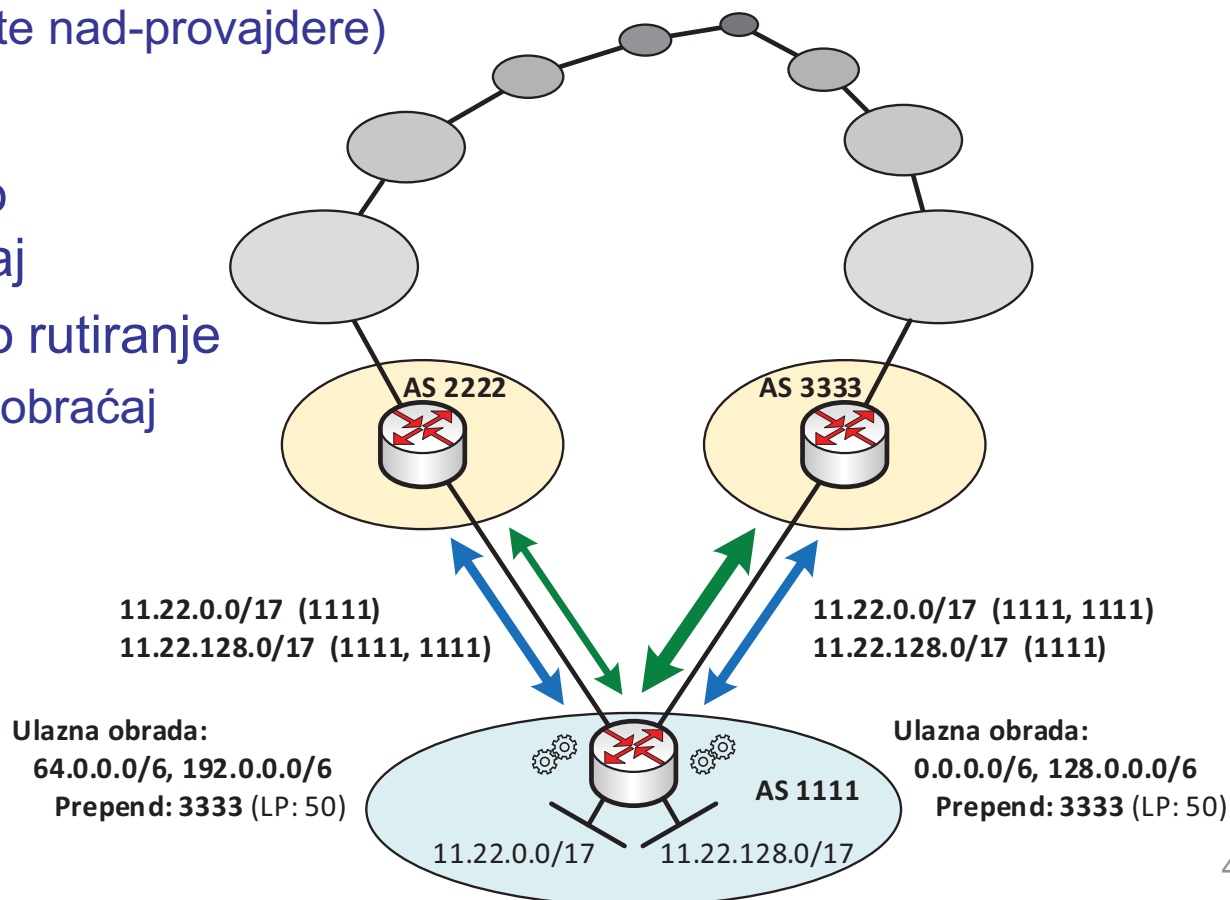 te nad-provajdere)
aj
rutiranje
obraćaj
AS 2222
AS 3333
11.22.0.0/17 (1111)
11.22.128.0/17 (1111, 1111)
11.22.0.0/17 (1111, 1111)
11.22.128.0/17 (1111)
Ulazna obrada:
64.0.0.0/6, 192.0.0.0/6
Prepend: 3333 (LP: 50)
Ulazna obrada:
0.0.0.0/6, 128.0.0.0/6
Prepend: 3333 (LP: 50)
AS 1111
11.22.0.0/17
11.22.128.0/17